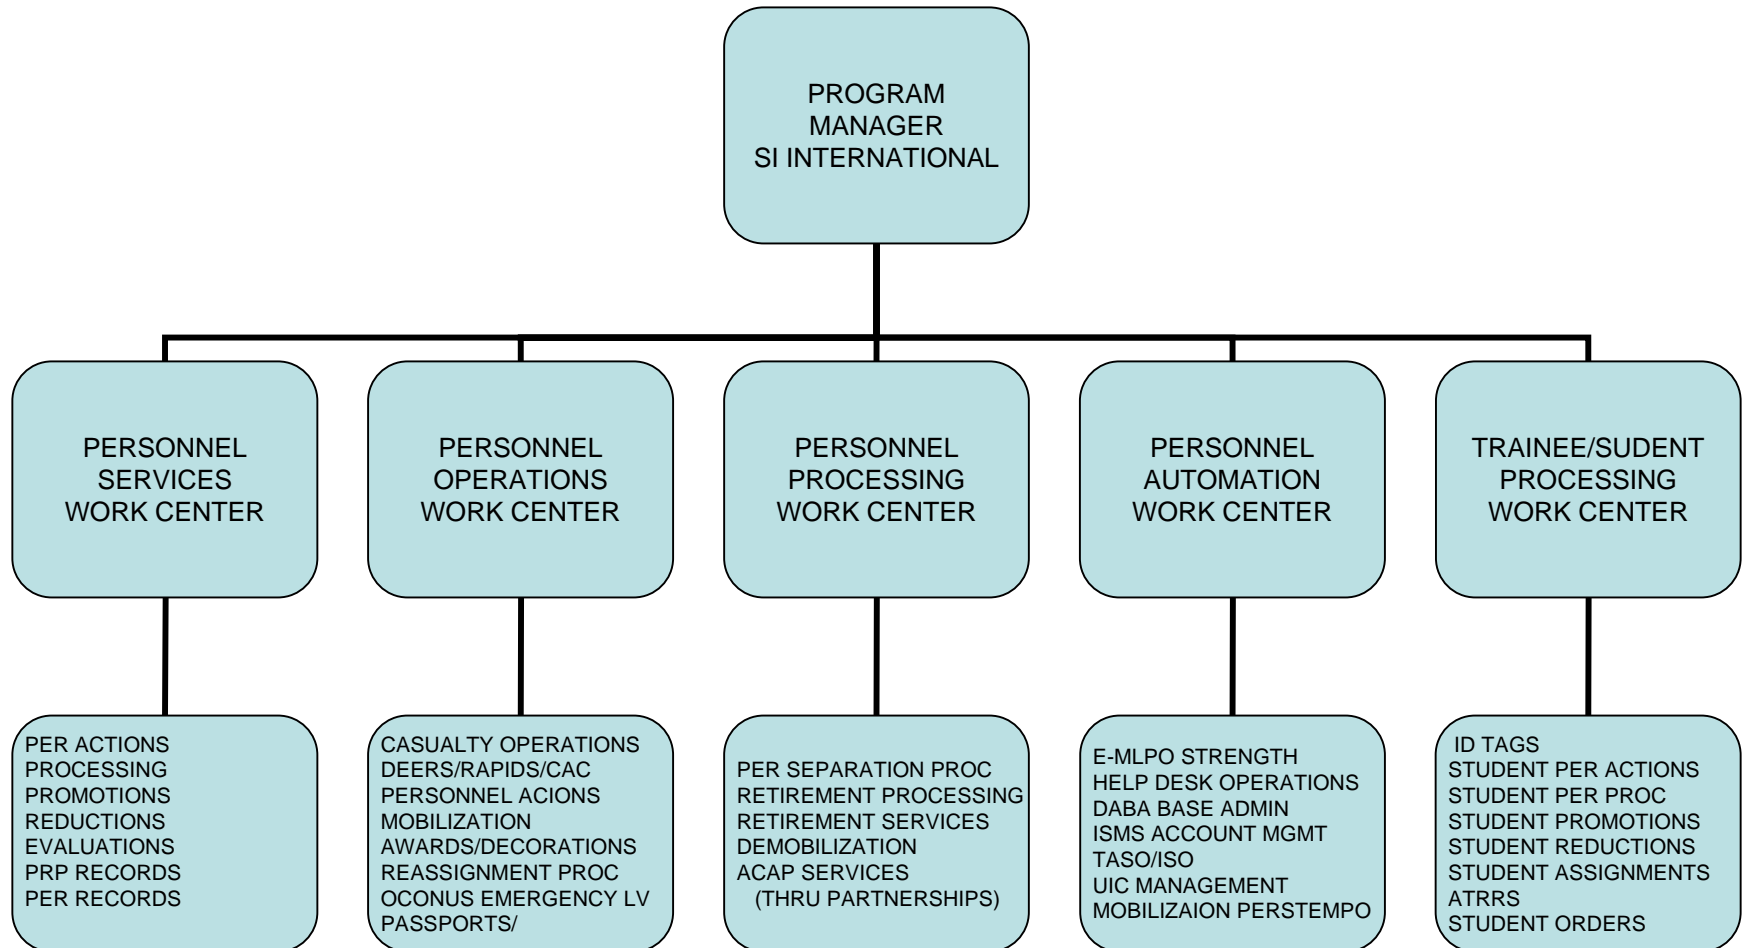 PROGRAM
MANAGER
SI INTERNATIONAL
PERSONNEL
SERVICES
WORK CENTER
PERSONNEL
OPERATIONS
WORK CENTER
PERSONNEL
PROCESSING
WORK CENTER
PERSONNEL
AUTOMATION
WORK CENTER
TRAINEE/SUDENT
PROCESSING
WORK CENTER
PER ACTIONS
PROCESSING
PROMOTIONS
REDUCTIONS
EVALUATIONS
PRP RECORDS
PER RECORDS
CASUALTY OPERATIONS
DEERS/RAPIDS/CAC
PERSONNEL ACIONS
MOBILIZATION
AWARDS/DECORATIONS
REASSIGNMENT PROC
OCONUS EMERGENCY LV
PASSPORTS/
PER SEPARATION PROC
RETIREMENT PROCESSING
RETIREMENT SERVICES
DEMOBILIZATION
ACAP SERVICES
(THRU PARTNERSHIPS)
E-MLPO STRENGTH
HELP DESK OPERATIONS
DABA BASE ADMIN
ISMS ACCOUNT MGMT
TASO/ISO
UIC MANAGEMENT
MOBILIZAION PERSTEMPO
ID TAGS
STUDENT PER ACTIONS
STUDENT PER PROC
STUDENT PROMOTIONS
STUDENT REDUCTIONS
STUDENT ASSIGNMENTS
ATRRS
STUDENT ORDERS